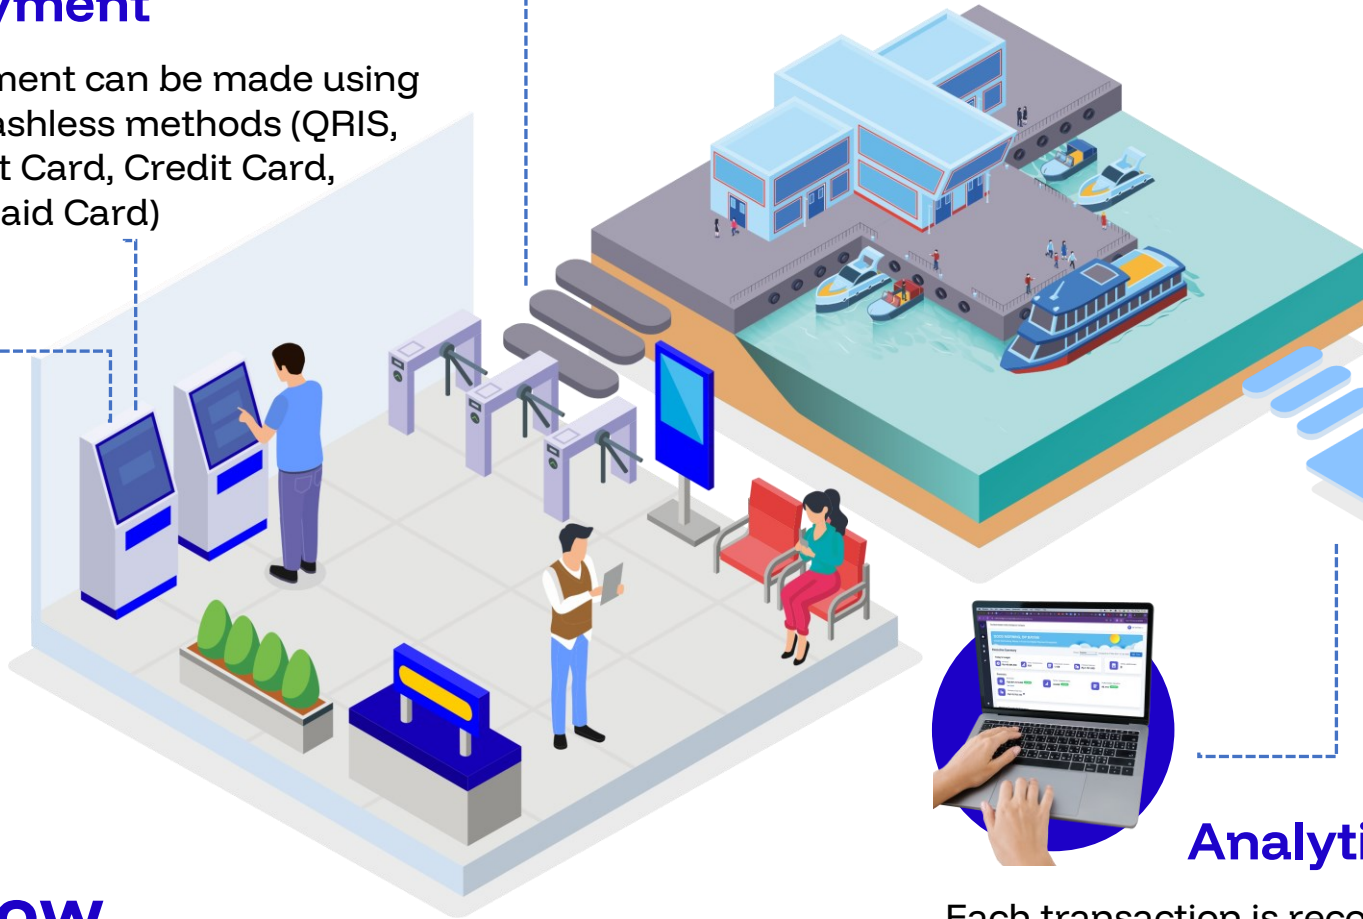 yment
ment can be made using
ashless methods (QRIS,
t Card, Credit Card,
aid Card)
Analyti
Each transaction is reco
ow